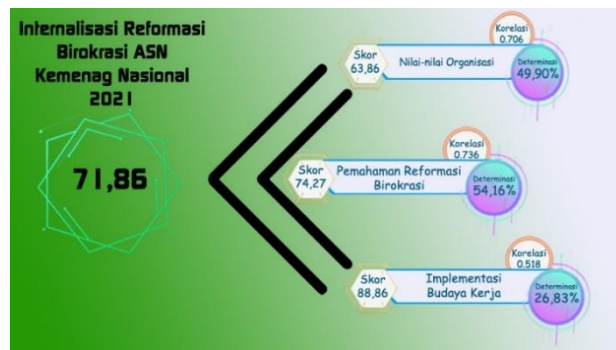 Internalisasi Reformasi
Birokrasi ASN
Kemenag Nasional
2021
71,86
Korelasi
0.706
Skor
63,86
Nilai-nilai Organisasi
Determinasi
49,90%
Korelasi
0.736
Skor
74,27
Pemahaman Reformasi
Birokrasi
Determinasi
54,16%
Korelasi
0.518
Skor
88,86
Implementasi
Budaya Kerja
Determinasi
26,83%